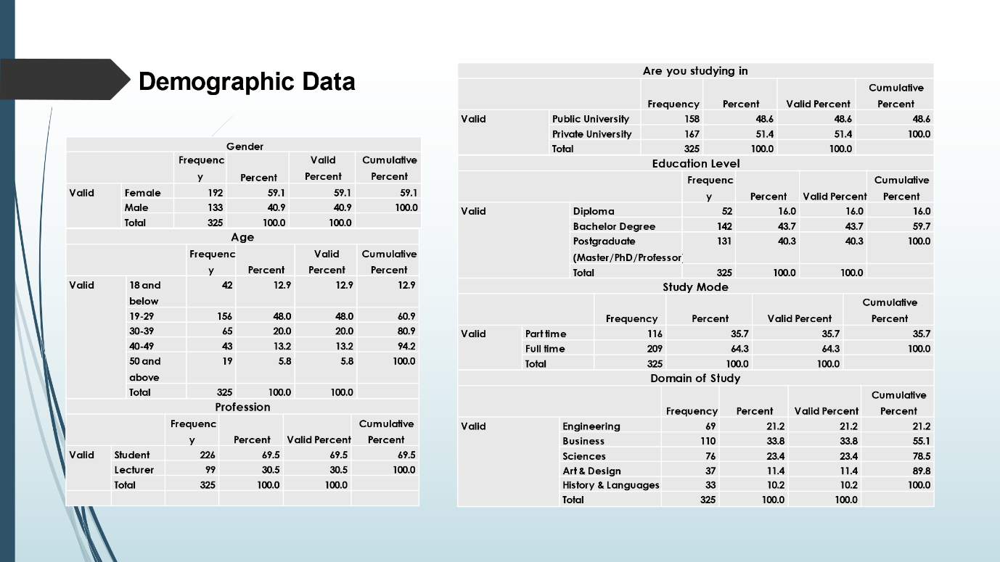 Demographic Data
Gender
Frequenc
y Percent Valid
Percent Cumulative
Percent
Valid Female 192 59.1 59.1 59.1
Male 133 40.9 40.9 100.0
Total 325 100.0 100.0
Age
Frequenc
y Percent Valid
Percent Cumulative
Percent
Valid 18 and
below 42 12.9 12.9 12.9
19-29 156 48.0 48.0 60.9
30-39 65 20.0 20.0 80.9
40-49 43 13.2 13.2 94.2
50 and
above 19 5.8 5.8 100.0
Total 325 100.0 100.0
Profession
Frequenc
y Percent Valid Percent Cumulative
Percent
Valid Student 226 69.5 69.5 69.5
Lecturer 99 30.5 30.5 100.0
Total 325 100.0 100.0
Are you studying in
Frequency Percent Valid Percent Cumulative
Percent
Valid Public University 158 48.6 48.6 48.6
Private University 167 51.4 51.4 100.0
Total 325 100.0 100.0
Education Level
Frequenc
y Percent Valid Percent Cumulative
Percent
Valid Diploma 52 16.0 16.0 16.0
Bachelor Degree 142 43.7 43.7 59.7
Postgraduate 131 40.3 40.3 100.0
(Master/PhD/Professor)
Total 325 100.0 100.0
Study Mode
Frequency Percent Valid Percent Cumulative
Percent
Valid Part time 116 35.7 35.7 35.7
Full time 209 64.3 64.3 100.0
Total 325 100.0 100.0
Domain of Study
Frequency Percent Valid Percent Cumulative
Percent
Valid Engineering 69 21.2 21.2 21.2
Business 110 33.8 33.8 55.1
Sciences 76 23.4 23.4 78.5
Art & Design 37 11.4 11.4 89.8
History & Languages 33 10.2 10.2 100.0
Total 325 100.0 100.0